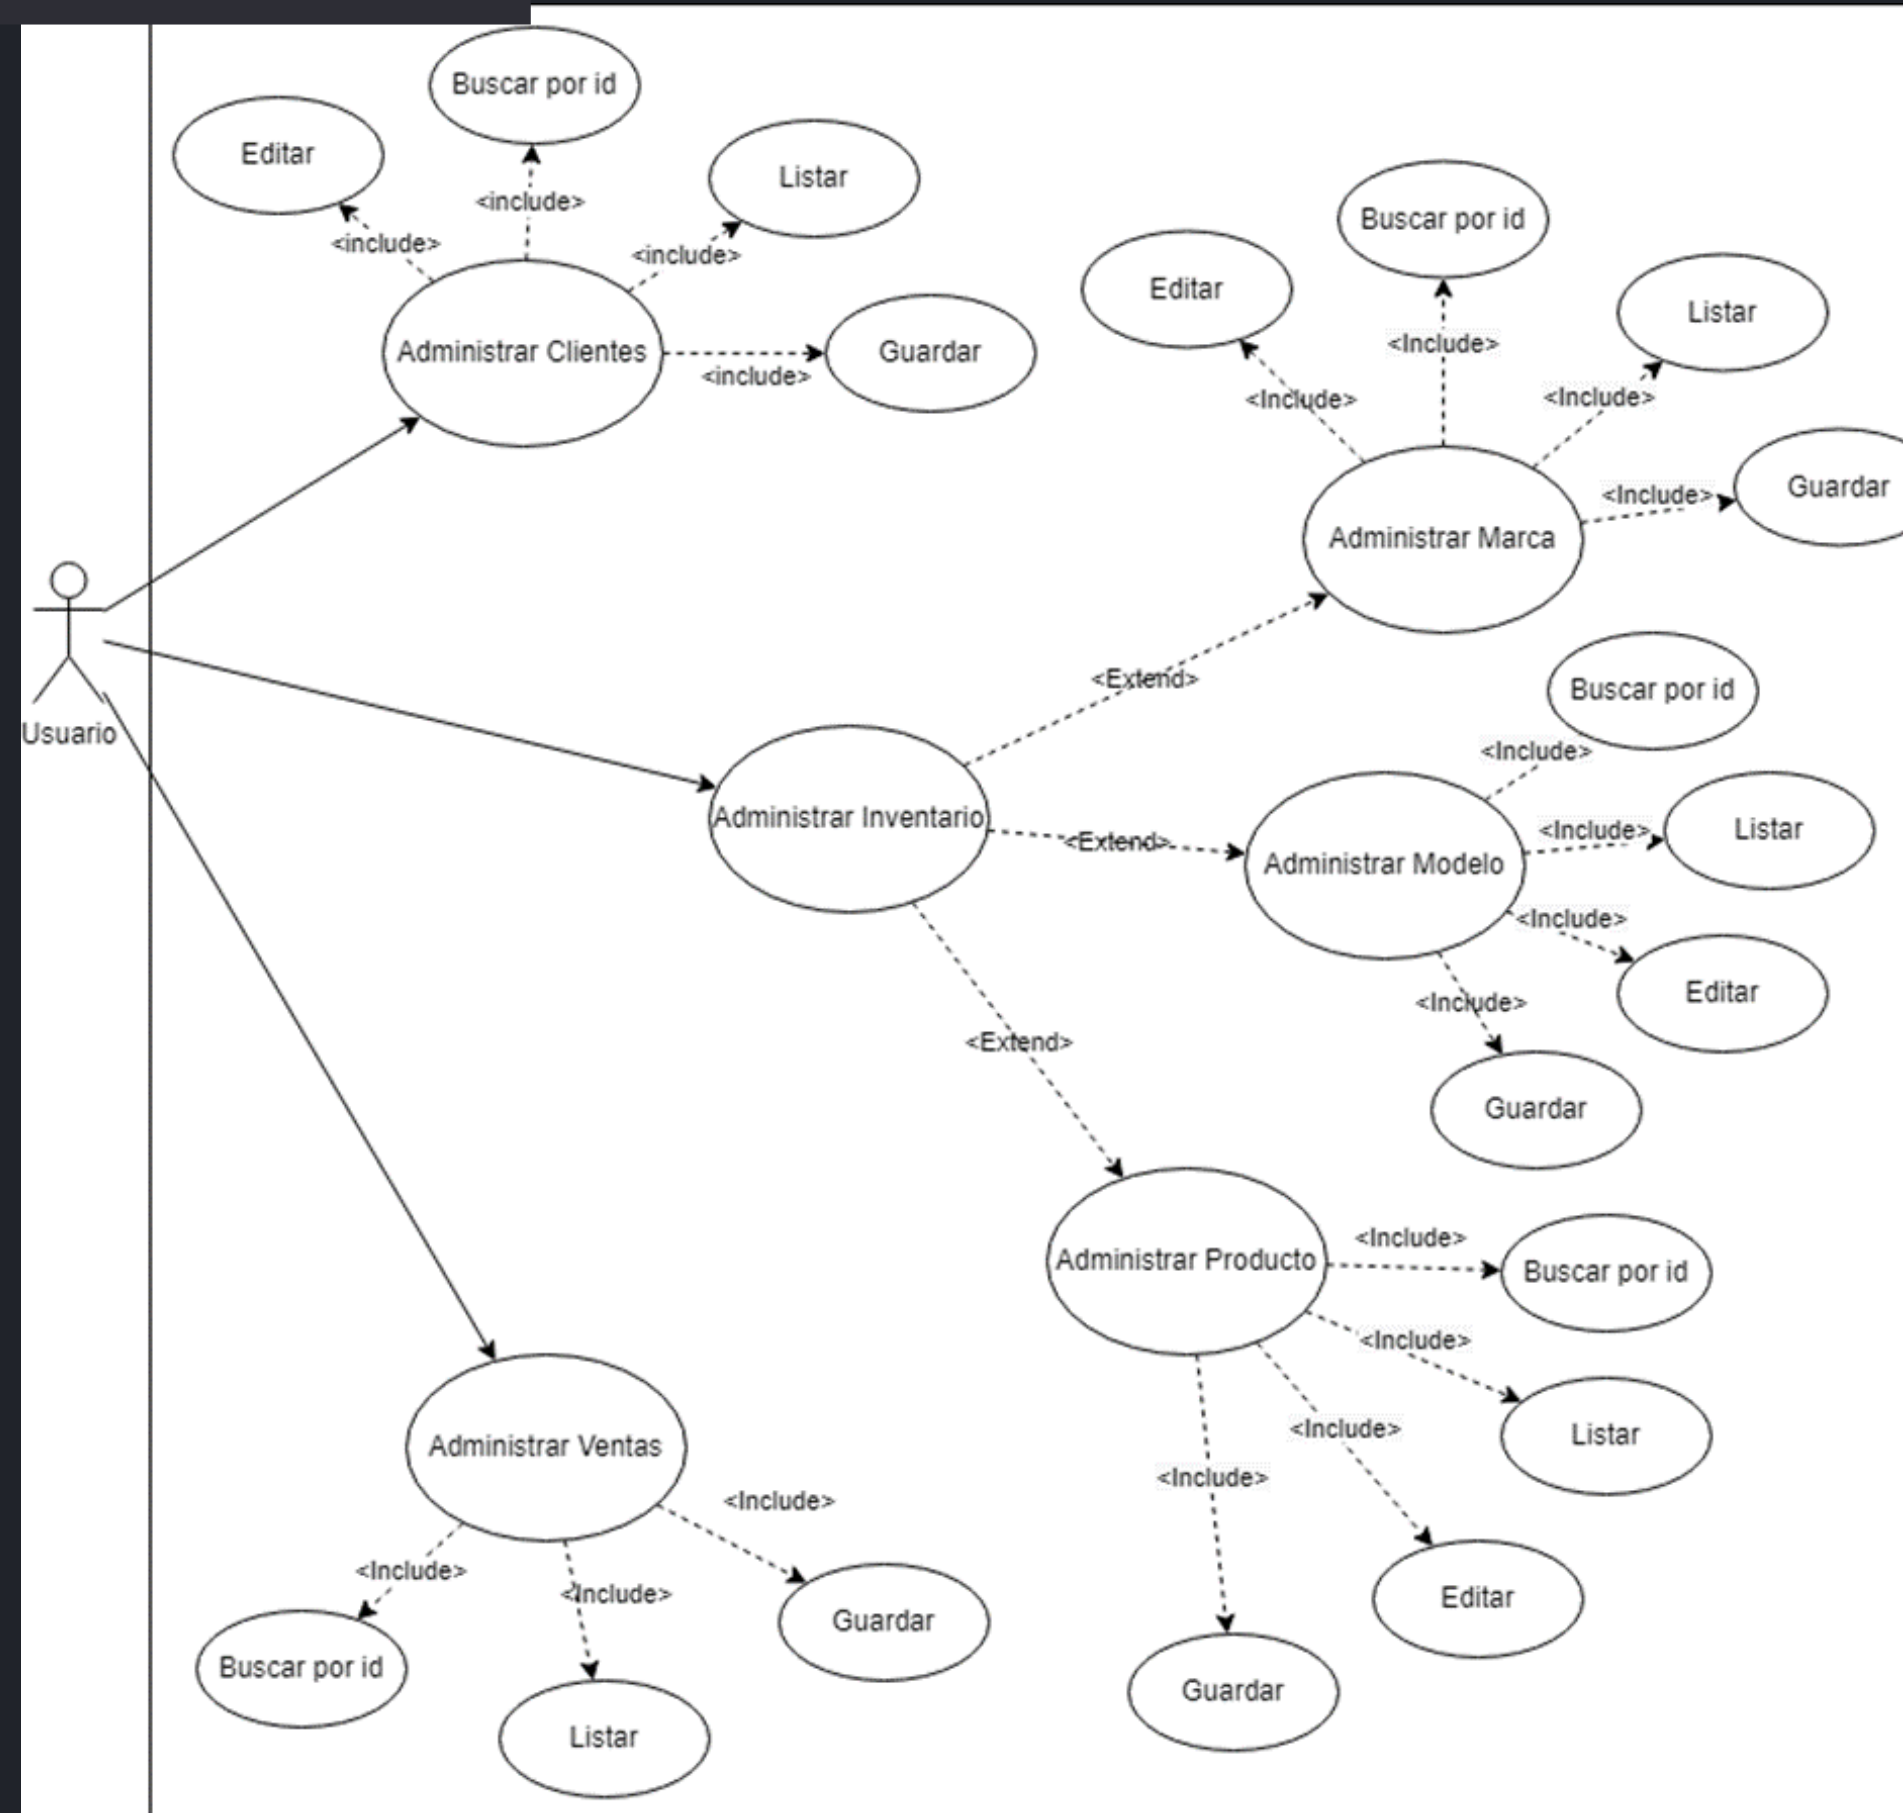 Buscar por id
Editar
Listar
<include>
<include>
<include>
Administrar Clientes
Guardar
<include>
Buscar por id
Editar
Listar
<Include>
<Include>
<Include>
Guardar
<Include>
Administrar Marca
Usuario
<Extend>
Buscar por id
<Include>
Administrar Inventario
<Extend>
Administrar Modelo
<Include>
Listar
<Include>
Editar
<Include>
<Extend>
Guardar
Administrar Producto
<Include>
Buscar por id
<Include>
Listar
<Include>
<Include>
Editar
Guardar
Administrar Ventas
<Include>
<Include>
<Include>
Guardar
Buscar por id
Listar